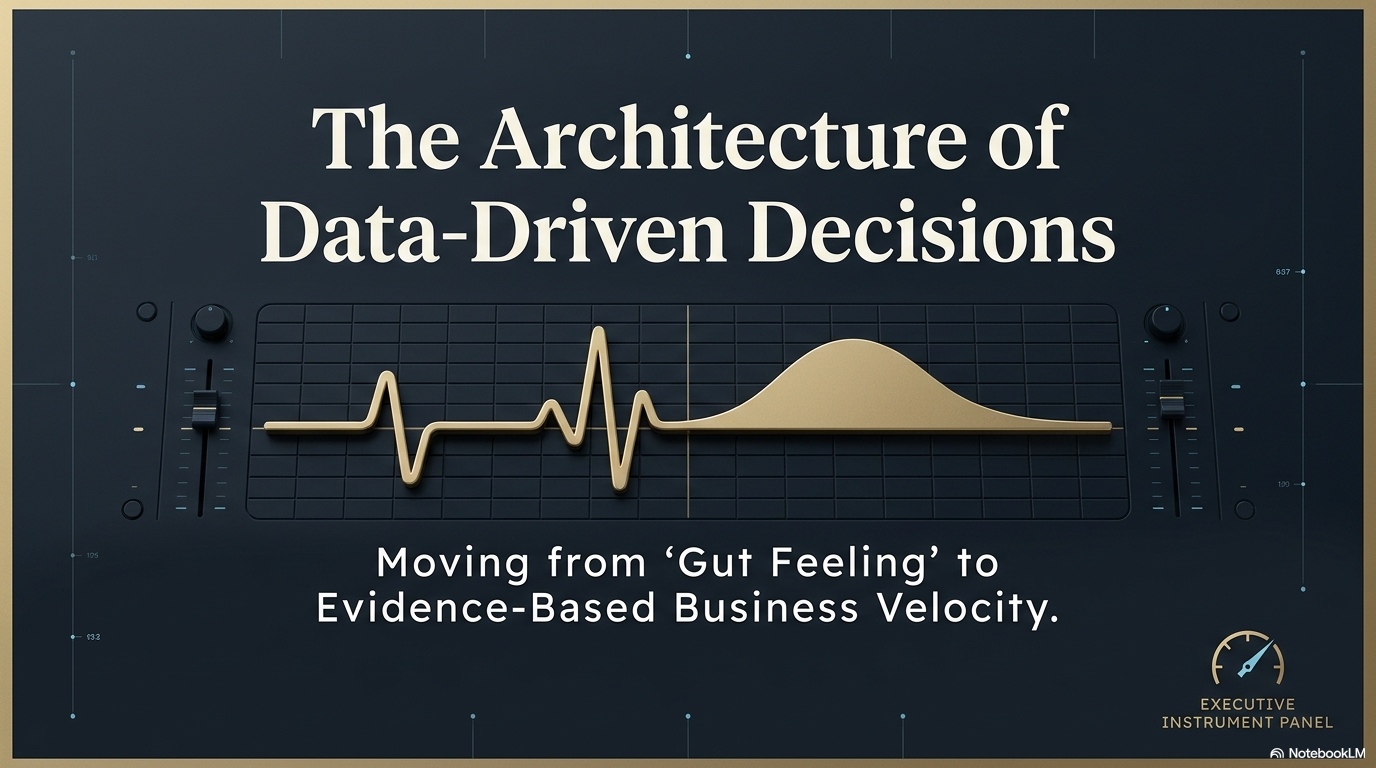 The Architecture of
Data-Driven Decisions
Moving from ‘Gut Feeling’ to
Evidence-Based Business Velocity.
EXECUTIVE
INSTRUMENT PANEL
NotebookLM